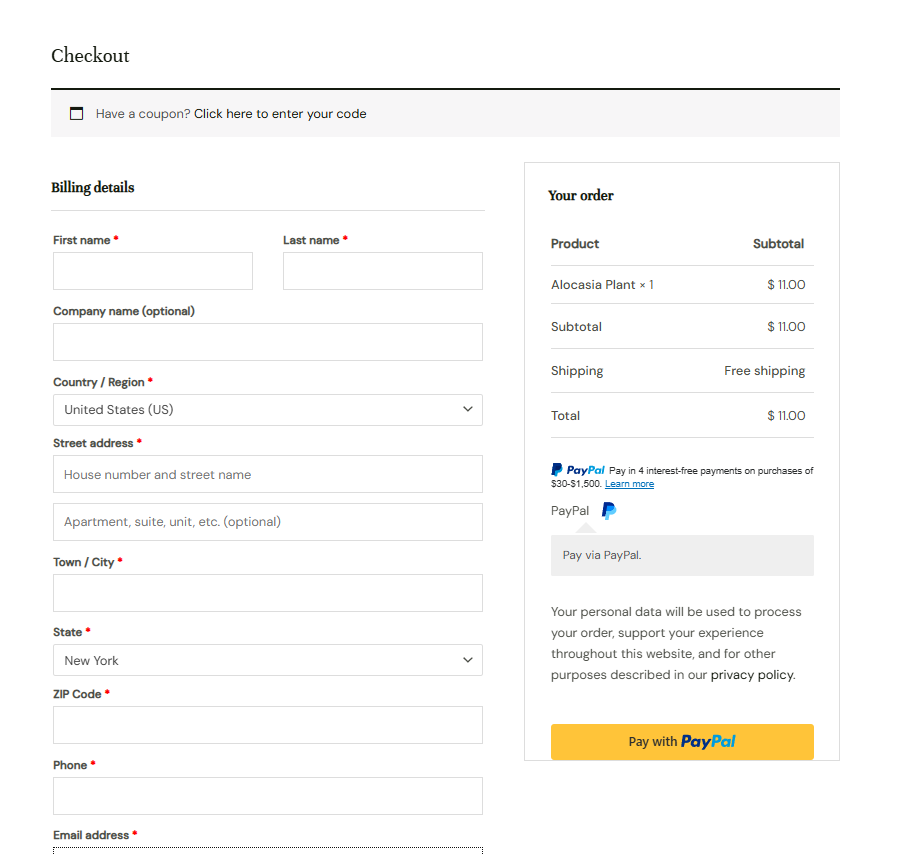 Checkout
Have a coupon? Click here to enter your code
Billing details
First name *
Last name *
Company name (optional)
Country / Region *
United States (US)
Street address *
House number and street name
Apartment, suite, unit, etc. (optional)
Town / City *
State *
New York
ZIP Code *
Phone *
Email address *
Your order
Product Subtotal
Alocasia Plant × 1 $ 11.00
Subtotal $ 11.00
Shipping Free shipping
Total $ 11.00
PayPal Pay in 4 interest-free payments on purchases of
$30-$1,500. Learn more
PayPal
Pay via PayPal.
Your personal data will be used to process
your order, support your experience
throughout this website, and for other
purposes described in our privacy policy.
Pay with PayPal